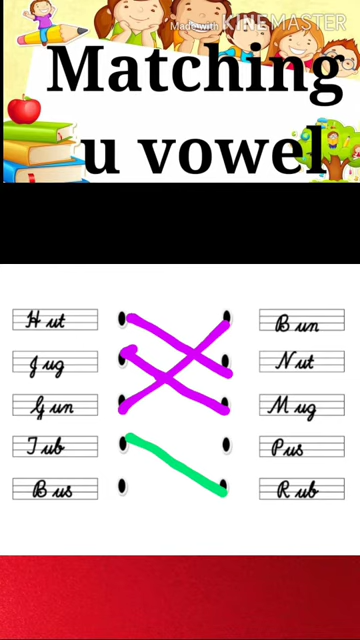 Made with KINEMASTER
Matching
u vowel
Hut
Bun
Jug
Nut
Gun
Mug
Tub
Pus
Bus
Rub